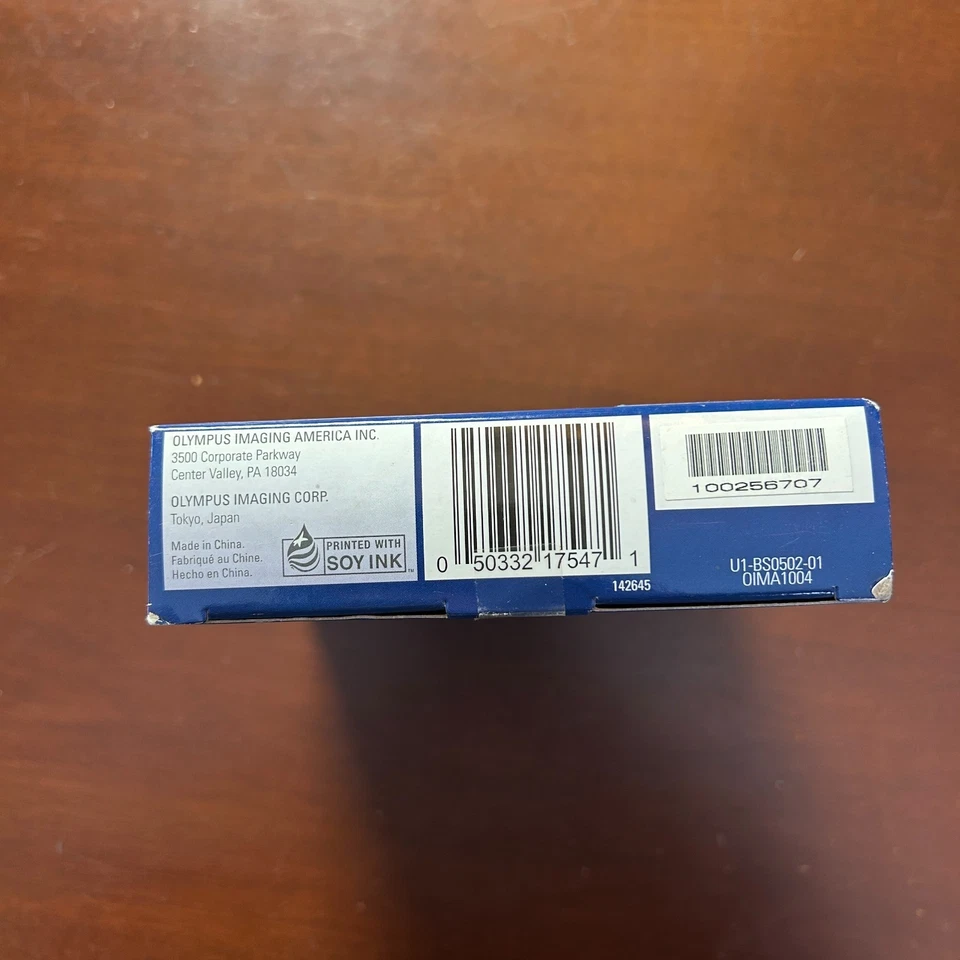 OLYMPUS IMAGING AMERICA INC.
3500 Corporate Parkway
Center Valley, PA 18034
OLYMPUS IMAGING CORP.
Tokyo, Japan
Made in China.
Fabriqué au Chine.
Hecho en China.
PRINTED WITH
SOY INK™
0 50332 17547 1
142645
100256707
U1-BS0502-01
OIMA1004